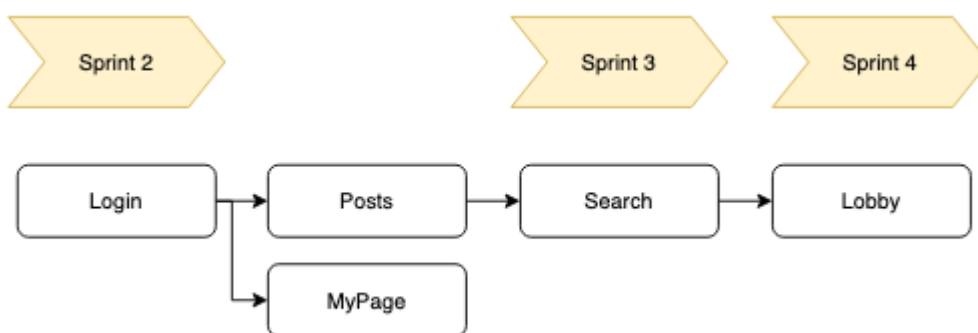 Sprint 2
Sprint 3
Sprint 4
Login
Posts
Search
Lobby
MyPage